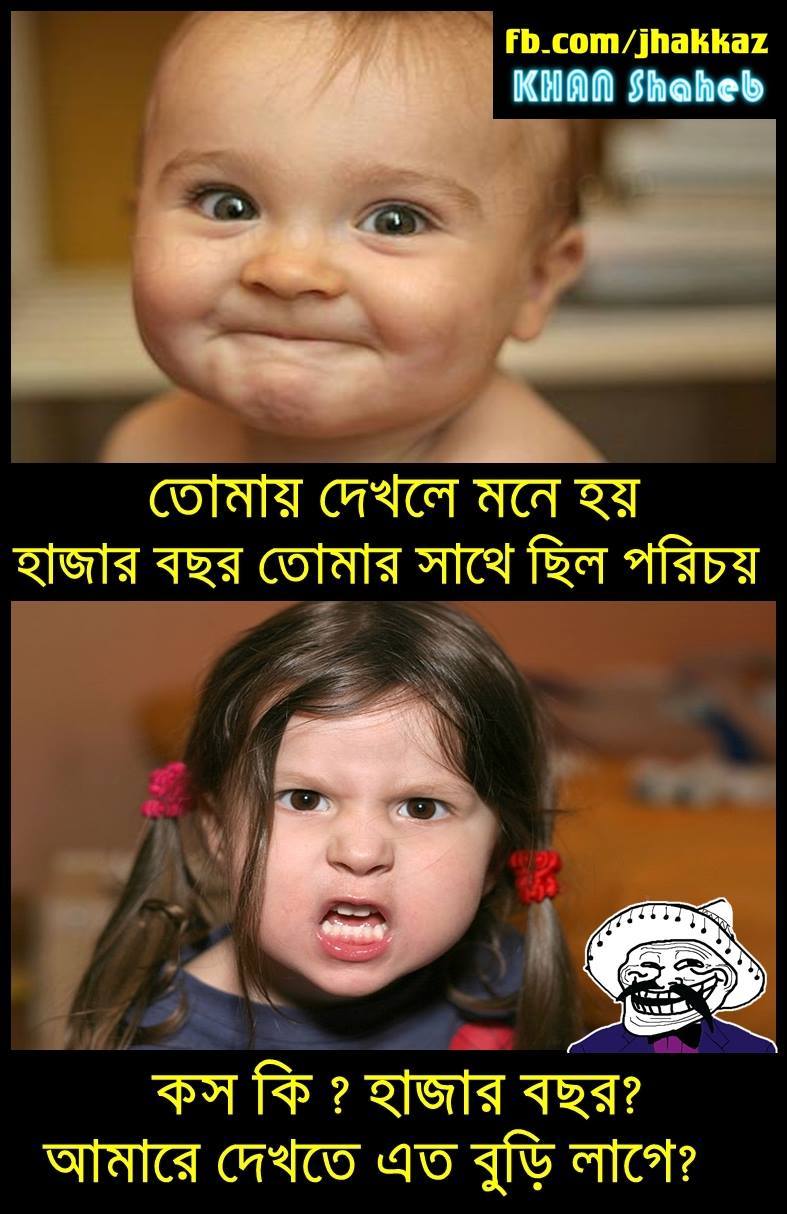 fb.com/jhakkaz
KHAN Shaheb
তোমায় দেখলে মনে হয়
হাজার বছর তোমার সাথে ছিল পরিচয়
কস কি ? হাজার বছর?
আমারে দেখতে এত বুড়ি লাগে?